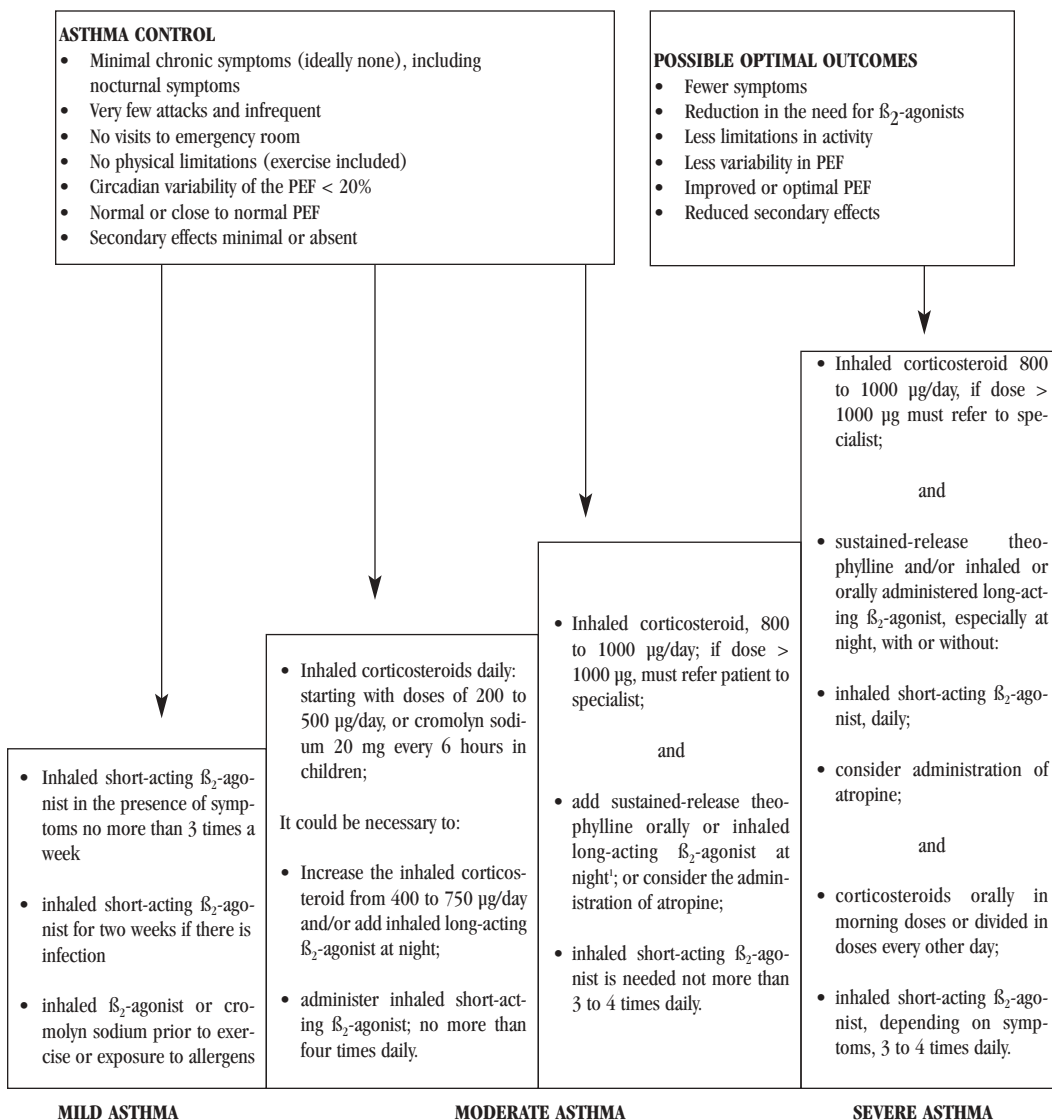 ASTHMA CONTROL
• Minimal chronic symptoms (ideally none), including
nocturnal symptoms
• Very few attacks and infrequent
• No visits to emergency room
• No physical limitations (exercise included)
• Circadian variability of the PEF < 20%
• Normal or close to normal PEF
• Secondary effects minimal or absent
POSSIBLE OPTIMAL OUTCOMES
• Fewer symptoms
• Reduction in the need for ß₂-agonists
• Less limitations in activity
• Less variability in PEF
• Improved or optimal PEF
• Reduced secondary effects
• Inhaled short-acting ß₂-ago-
nist in the presence of symp-
toms no more than 3 times a
week
• inhaled short-acting ß₂-ago-
nist for two weeks if there is
infection
• inhaled ß₂-agonist or cro-
molyn sodium prior to exer-
cise or exposure to allergens
• Inhaled corticosteroids daily:
starting with doses of 200 to
500 µg/day, or cromolyn sodi-
um 20 mg every 6 hours in
children;
It could be necessary to:
• Increase the inhaled corticos-
teroid from 400 to 750 µg/day
and/or add inhaled long-acting
ß₂-agonist at night;
• administer inhaled short-act-
ing ß₂-agonist; no more than
four times daily.
• Inhaled corticosteroid, 800
to 1000 µg/day; if dose >
1000 µg, must refer patient to
specialist;
and
• add sustained-release theo-
phylline orally or inhaled
long-acting ß₂-agonist at
night¹; or consider the admin-
istration of atropine;
• inhaled short-acting ß₂-ago-
nist is needed not more than
3 to 4 times daily.
• Inhaled corticosteroid 800
to 1000 µg/day, if dose >
1000 µg must refer to spe-
cialist;
and
• sustained-release theo-
phylline and/or inhaled or
orally administered long-act-
ing ß₂-agonist, especially at
night, with or without:
• inhaled short-acting ß₂-ago-
nist, daily;
• consider administration of
atropine;
and
• corticosteroids orally in
morning doses or divided in
doses every other day;
• inhaled short-acting ß₂-ago-
nist, depending on symp-
toms, 3 to 4 times daily.
MILD ASTHMA
MODERATE ASTHMA
SEVERE ASTHMA